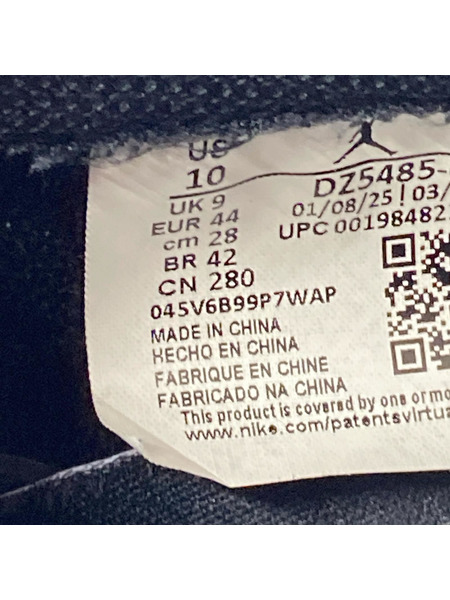 US
10
UK 9
EUR 44
cm 28
BR 42
CN 280
045V6B99P7WAP
MADE IN CHINA
HECHO EN CHINA
FABRIQUE EN CHINE
FABRICADO NA CHINA
This product is covered by one or mo
www.nike.com/patentsvirtua
DZ5485-
01/08/25 | 03/
UPC 0019848